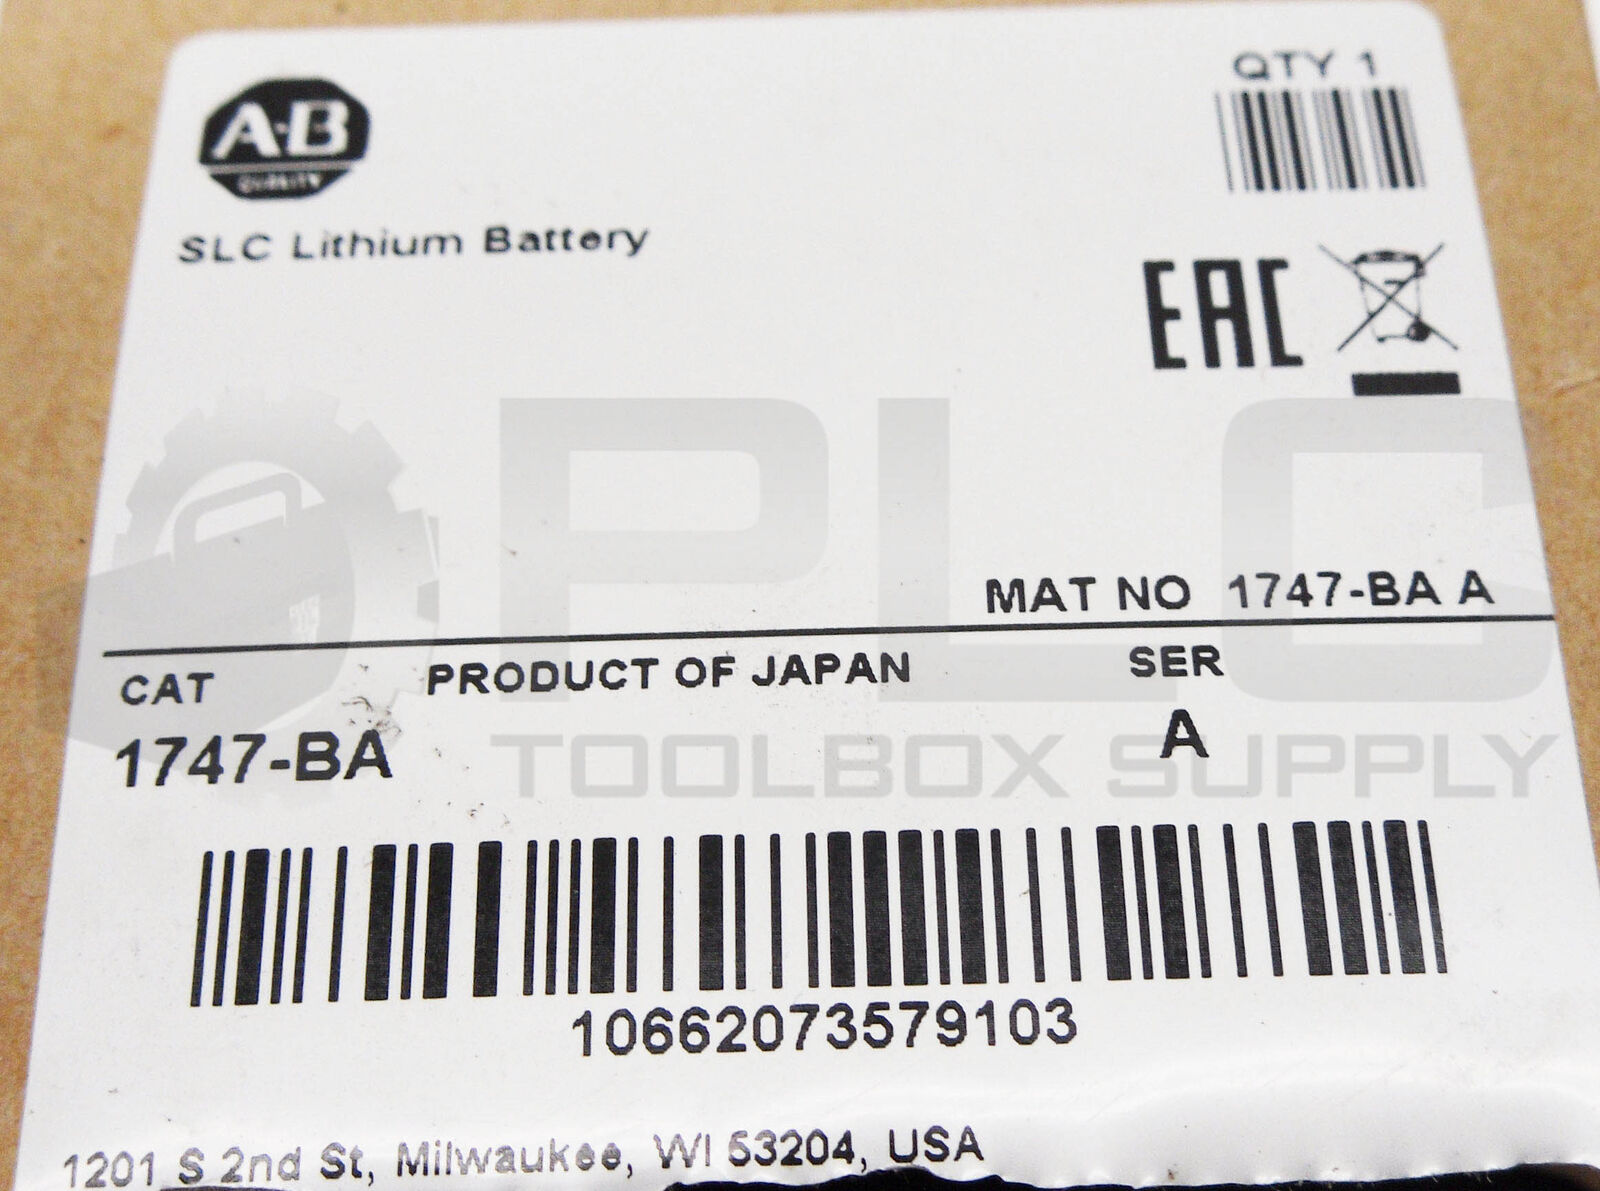 QTY 1
A-B
QUALITY
SLC Lithium Battery
EAC
PLC
MAT NO 1747-BA A
CAT PRODUCT OF JAPAN SER
1747-BA A
TOOLBOX SUPPLY
10662073579103
1201 S 2nd St, Milwaukee, WI 53204, USA